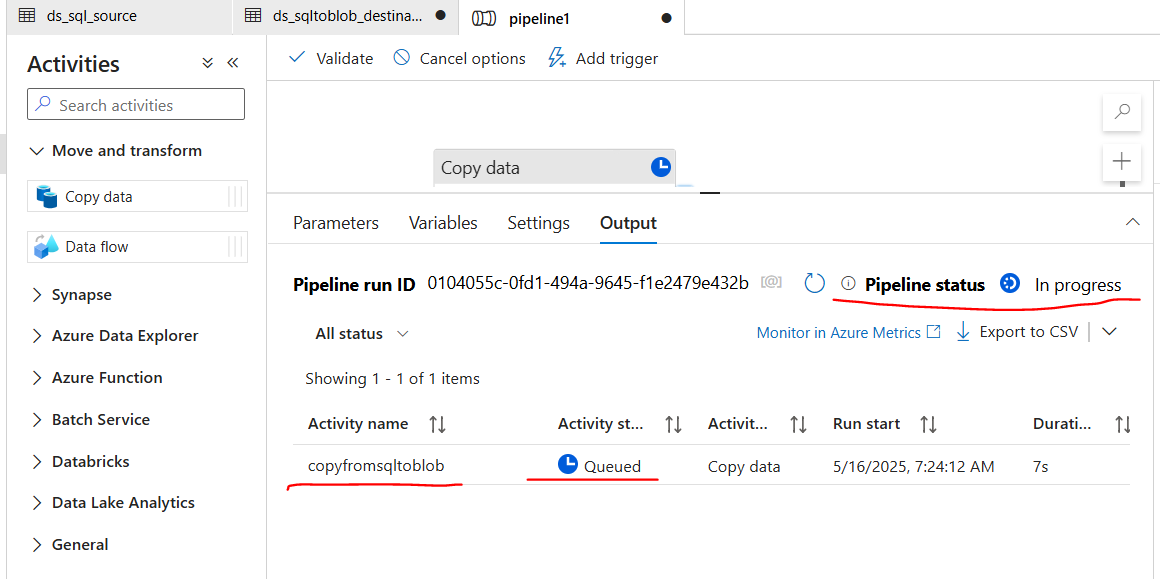 ds_sql_source
ds_sqltoblob_destina...
pipeline1
Activities
Search activities
Move and transform
Copy data
Data flow
Synapse
Azure Data Explorer
Azure Function
Batch Service
Databricks
Data Lake Analytics
General
Validate
Cancel options
Add trigger
Copy data
Parameters
Variables
Settings
Output
Pipeline run ID 0104055c-0fd1-494a-9645-f1e2479e432b [@]
Pipeline status In progress
All status
Monitor in Azure Metrics
Export to CSV
Showing 1 - 1 of 1 items
Activity name Activity st... Activit... Run start Durati...
copyfromsqltoblob Queued Copy data 5/16/2025, 7:24:12 AM 7s